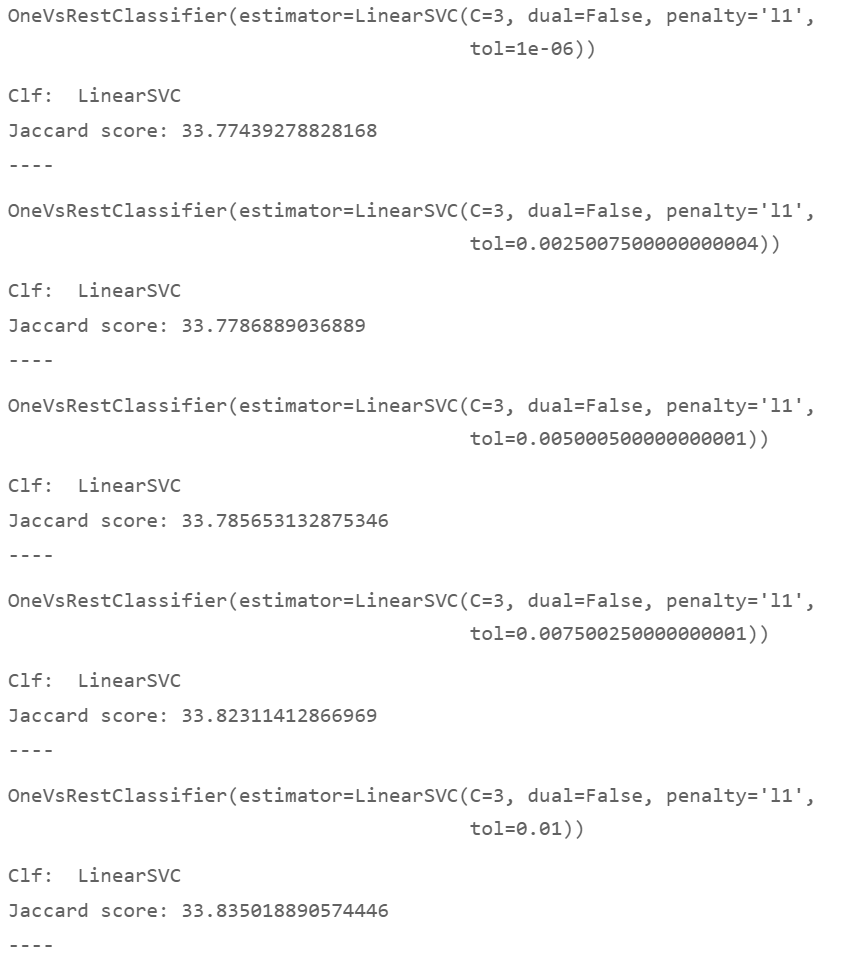 OneVsRestClassifier(estimator=LinearSVC(C=3, dual=False, penalty='l1',
tol=1e-06))
Clf:  LinearSVC
Jaccard score: 33.77439278828168
----
OneVsRestClassifier(estimator=LinearSVC(C=3, dual=False, penalty='l1',
tol=0.0025007500000000004))
Clf:  LinearSVC
Jaccard score: 33.7786889036889
----
OneVsRestClassifier(estimator=LinearSVC(C=3, dual=False, penalty='l1',
tol=0.005000500000000001))
Clf:  LinearSVC
Jaccard score: 33.785653132875346
----
OneVsRestClassifier(estimator=LinearSVC(C=3, dual=False, penalty='l1',
tol=0.007500250000000001))
Clf:  LinearSVC
Jaccard score: 33.82311412866969
----
OneVsRestClassifier(estimator=LinearSVC(C=3, dual=False, penalty='l1',
tol=0.01))
Clf:  LinearSVC
Jaccard score: 33.835018890574446
----